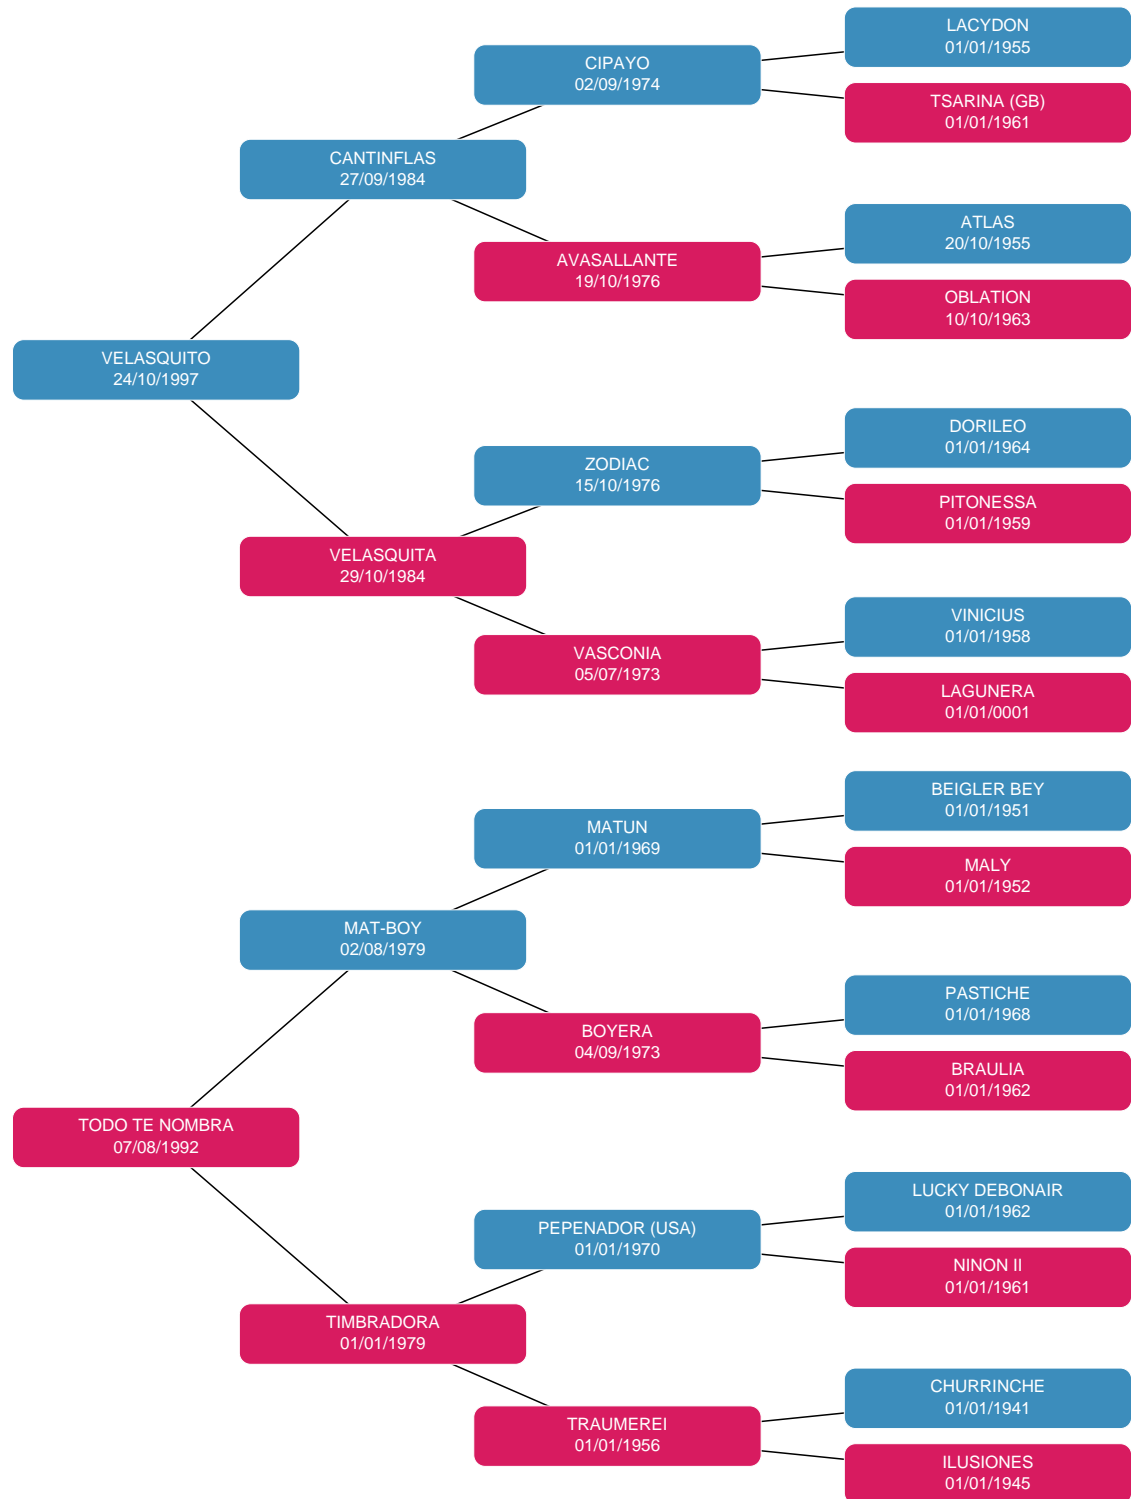 LACYDON
01/01/1955
CIPAYO
02/09/1974
TSARINA (GB)
01/01/1961
CANTINFLAS
27/09/1984
ATLAS
20/10/1955
AVASALLANTE
19/10/1976
OBLATION
10/10/1963
VELASQUITO
24/10/1997
DORILEO
01/01/1964
ZODIAC
15/10/1976
PITONESSA
01/01/1959
VELASQUITA
29/10/1984
VINICIUS
01/01/1958
VASCONIA
05/07/1973
LAGUNERA
01/01/0001
BEIGLER BEY
01/01/1951
MATUN
01/01/1969
MALY
01/01/1952
MAT-BOY
02/08/1979
PASTICHE
01/01/1968
BOYERA
04/09/1973
BRAULIA
01/01/1962
TODO TE NOMBRA
07/08/1992
LUCKY DEBONAIR
01/01/1962
PEPENADOR (USA)
01/01/1970
NINON II
01/01/1961
TIMBRADORA
01/01/1979
CHURRINCHE
01/01/1941
TRAUMEREI
01/01/1956
ILUSIONES
01/01/1945